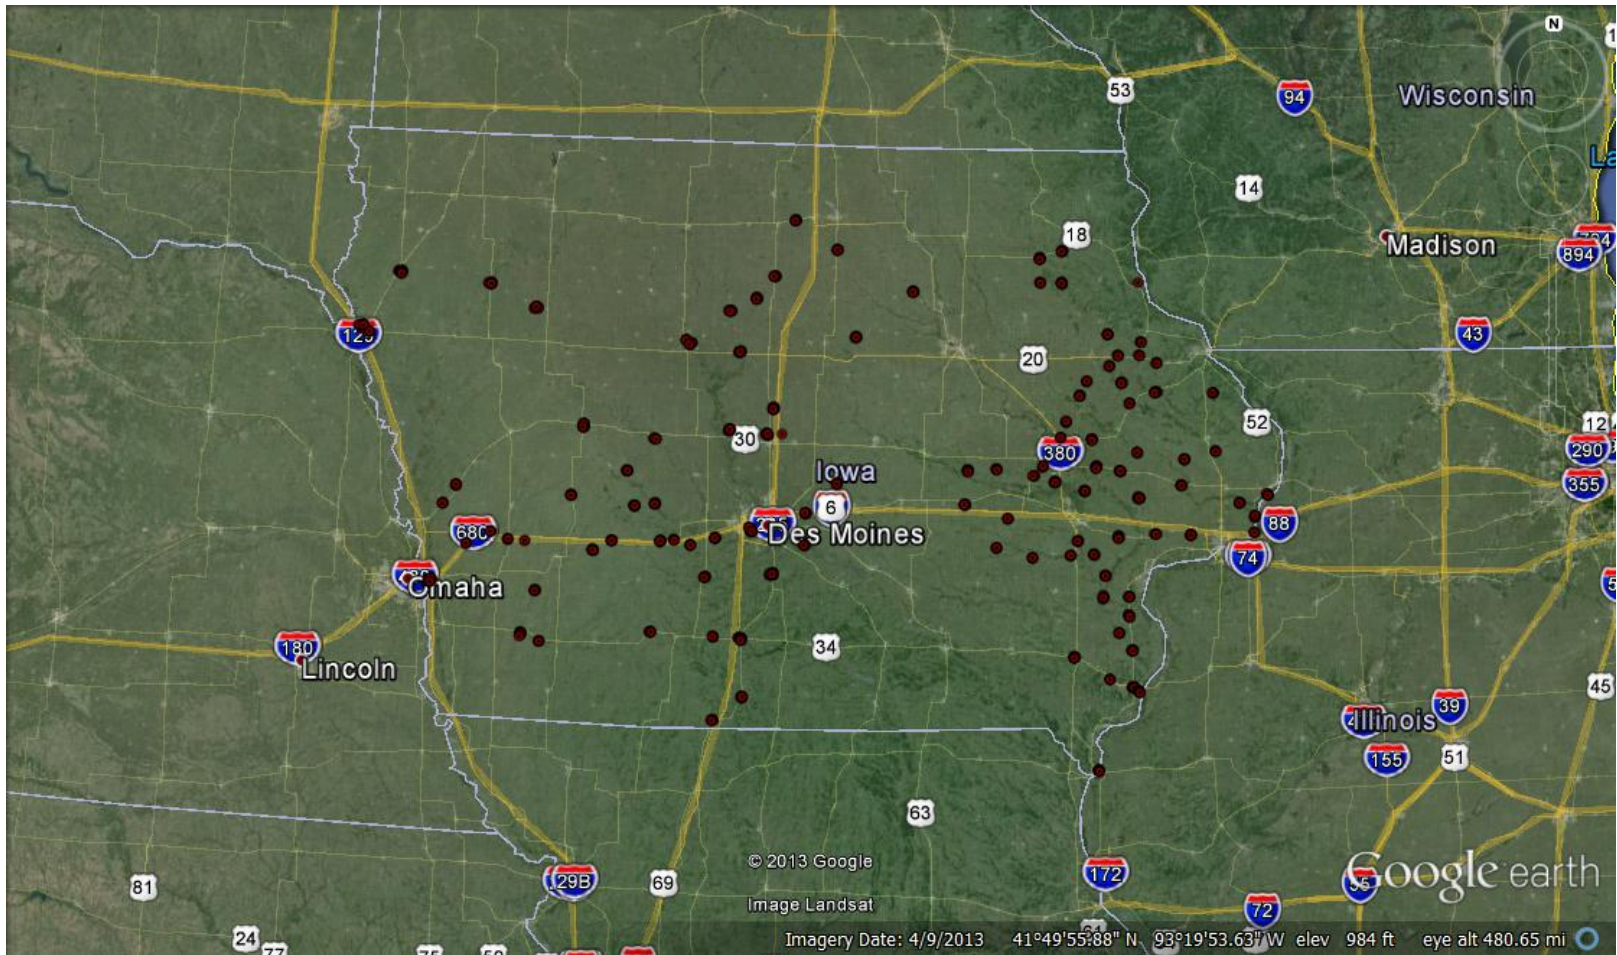 N
53
94
Wisconsin
14
18
Madison
894
43
20
52
12
290
380
30
Iowa
355
6
680
88
Des Moines
74
Omaha
34
180
Lincoln
45
39
Illinois
51
155
63
© 2013 Google
29B
69
172
81
Google earth
Image Landsat
72
24
Imagery Date: 4/9/2013 41°49'55.88" N 93°19'53.63" W elev 984 ft eye alt 480.65 mi